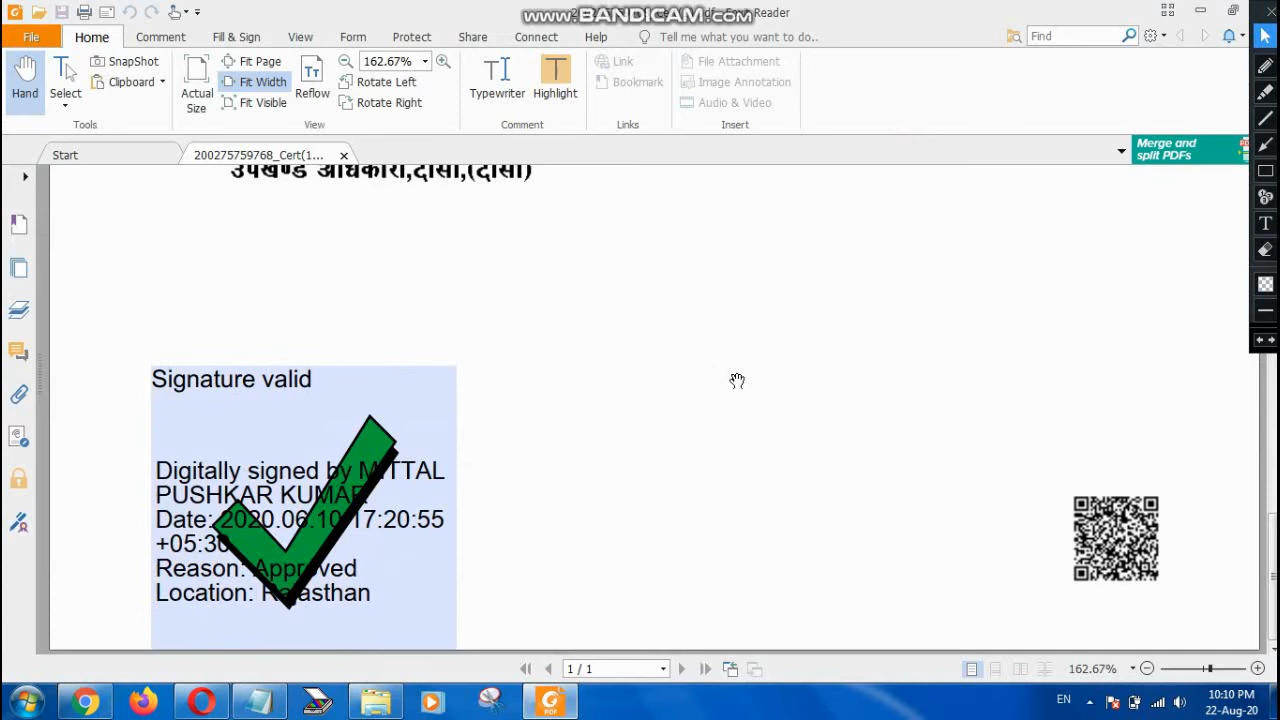 www.BANDICAM.com
Reader
File
Home
Comment
Fill & Sign
View
Form
Protect
Share
Connect
Help
Tell me what you want to do..
Find
Hand
Select
SnapShot
Clipboard
Tools
Actual
Size
Fit Page
Fit Width
Fit Visible
Reflow
162.67%
Rotate Left
Rotate Right
View
Typewriter
Highlight
Comment
Link
Bookmark
Links
File Attachment
Image Annotation
Audio & Video
Insert
Start
200275759768_Cert(1...
Merge and
split PDFs
उपखण्ड अधिकारी,दौसा,(दौसा)
Signature valid
Digitally signed by MITTAL
PUSHKAR KUMAR
Date: 2020.06.10 17:20:55
+05:30
Reason: Approved
Location: Rajasthan
1 / 1
162.67%
EN
10:10 PM
22-Aug-20